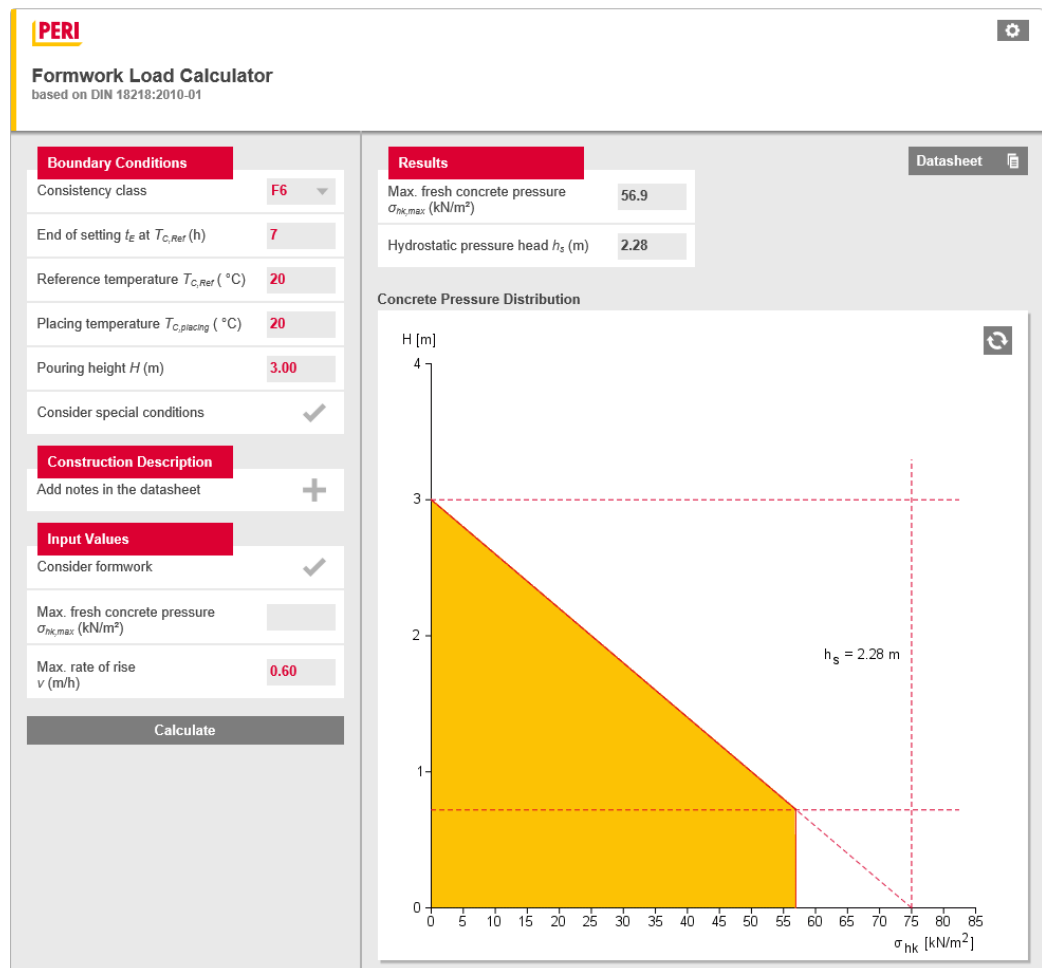 PERI
Formwork Load Calculator
based on DIN 18218:2010-01
Boundary Conditions
Consistency class F6
End of setting tE at TC,Ref (h) 7
Reference temperature TC,Ref ( °C) 20
Placing temperature TC,placing ( °C) 20
Pouring height H (m) 3.00
Consider special conditions
Construction Description
Add notes in the datasheet
Input Values
Consider formwork
Max. fresh concrete pressure
σhk,max (kN/m²)
Max. rate of rise
v (m/h)
0.60
Calculate
Results
Datasheet
Max. fresh concrete pressure
σhk,max (kN/m²)
56.9
Hydrostatic pressure head hs (m) 2.28
Concrete Pressure Distribution
H [m]
4
3
2
hs = 2.28 m
1
0
0 5 10 15 20 25 30 35 40 45 50 55 60 65 70 75 80 85
σhk [kN/m²]